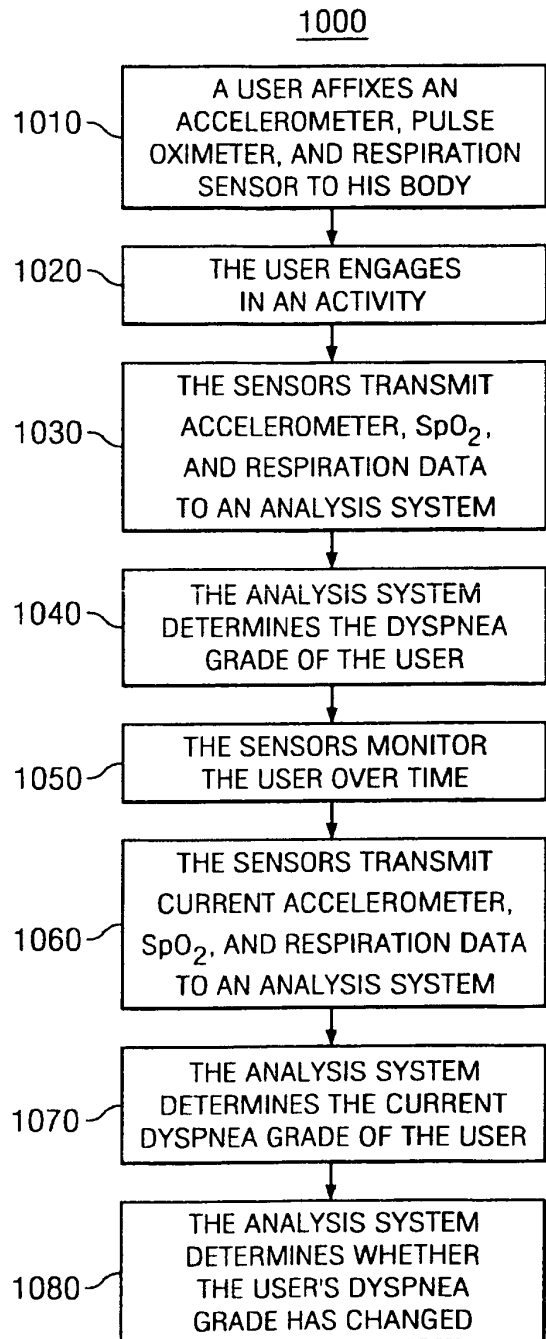 1000
1010
A USER AFFIXES AN
ACCELEROMETER, PULSE
OXIMETER, AND RESPIRATION
SENSOR TO HIS BODY
1020
THE USER ENGAGES
IN AN ACTIVITY
1030
THE SENSORS TRANSMIT
ACCELEROMETER, SpO₂,
AND RESPIRATION DATA
TO AN ANALYSIS SYSTEM
1040
THE ANALYSIS SYSTEM
DETERMINES THE DYSPNEA
GRADE OF THE USER
1050
THE SENSORS MONITOR
THE USER OVER TIME
1060
THE SENSORS TRANSMIT
CURRENT ACCELEROMETER,
SpO₂, AND RESPIRATION DATA
TO AN ANALYSIS SYSTEM
1070
THE ANALYSIS SYSTEM
DETERMINES THE CURRENT
DYSPNEA GRADE OF THE USER
1080
THE ANALYSIS SYSTEM
DETERMINES WHETHER
THE USER'S DYSPNEA
GRADE HAS CHANGED